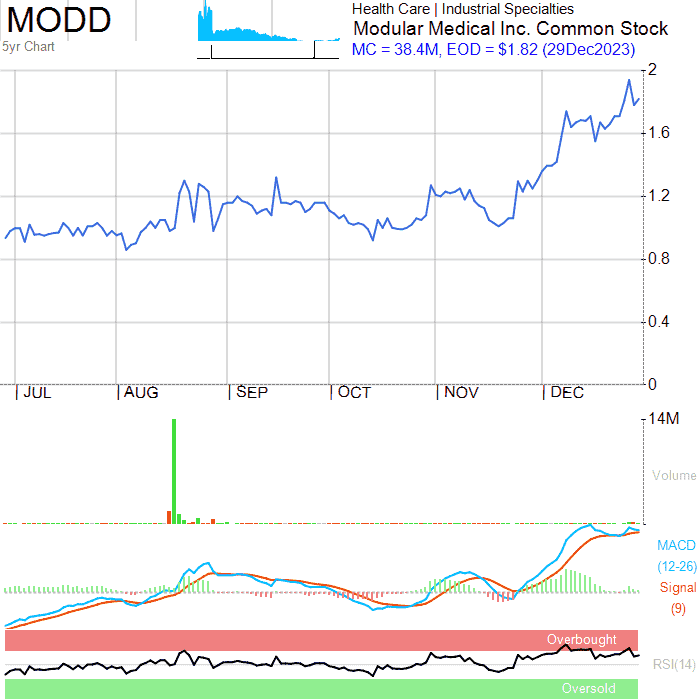 MODD
5yr Chart
Health Care | Industrial Specialties
Modular Medical Inc. Common Stock
MC = 38.4M, EOD = $1.82 (29Dec2023)
2
1.6
1.2
0.8
0.4
0
JUL AUG SEP OCT NOV DEC
14M
Volume
MACD
(12-26)
Signal
(9)
Overbought
RSI(14)
Oversold